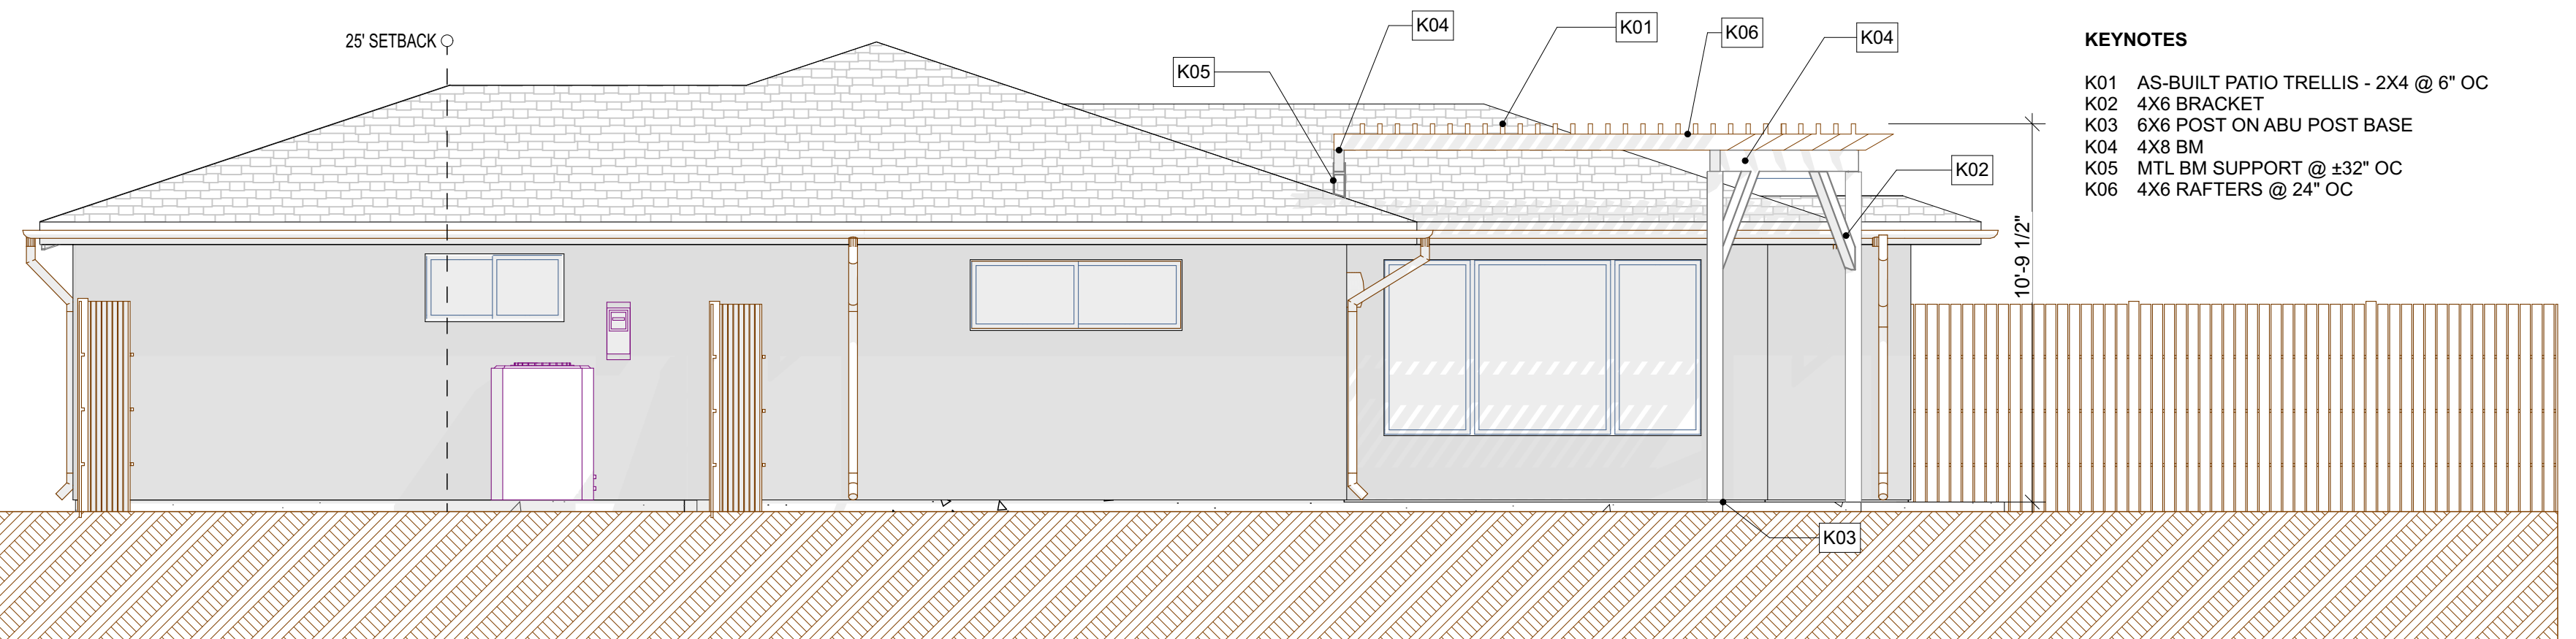 25' SETBACK
K05
K04
K01
K06
K04
K02
K03
10'-9 1/2"
KEYNOTES
K01 AS-BUILT PATIO TRELLIS - 2X4 @ 6" OC
K02 4X6 BRACKET
K03 6X6 POST ON ABU POST BASE
K04 4X8 BM
K05 MTL BM SUPPORT @ ±32" OC
K06 4X6 RAFTERS @ 24" OC